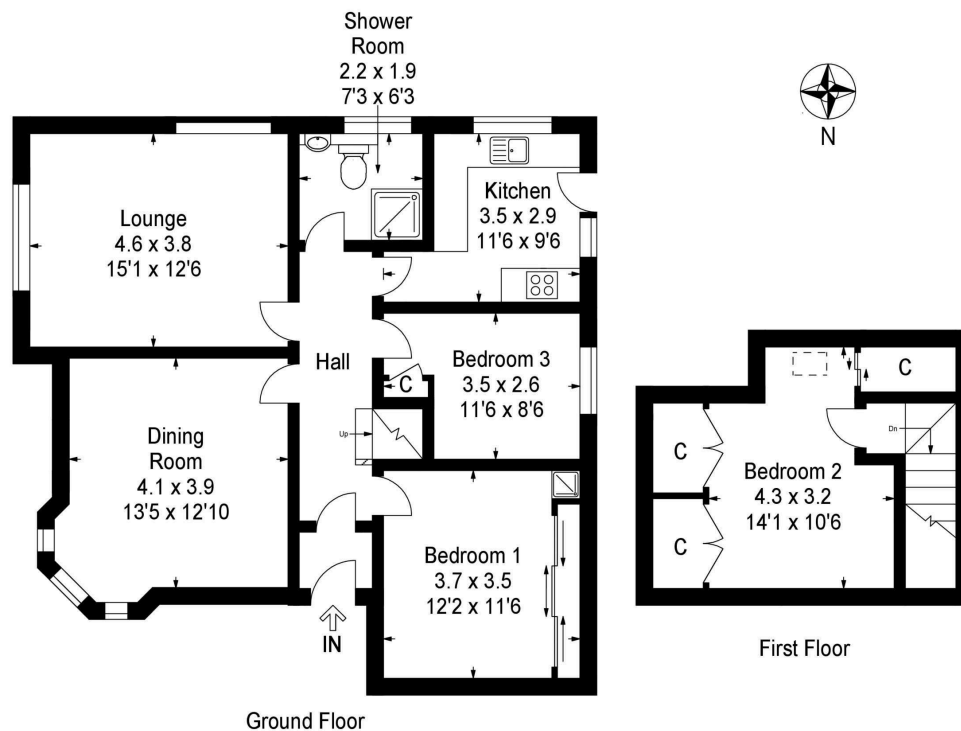 Shower
Room
2.2 x 1.9
7'3 x 6'3
N
Lounge
4.6 x 3.8
15'1 x 12'6
Kitchen
3.5 x 2.9
11'6 x 9'6
Hall
Bedroom 3
3.5 x 2.6
11'6 x 8'6
C
Up
Dining
Room
4.1 x 3.9
13'5 x 12'10
Bedroom 1
3.7 x 3.5
12'2 x 11'6
IN
Ground Floor
C
Dn
C
Bedroom 2
4.3 x 3.2
14'1 x 10'6
C
First Floor